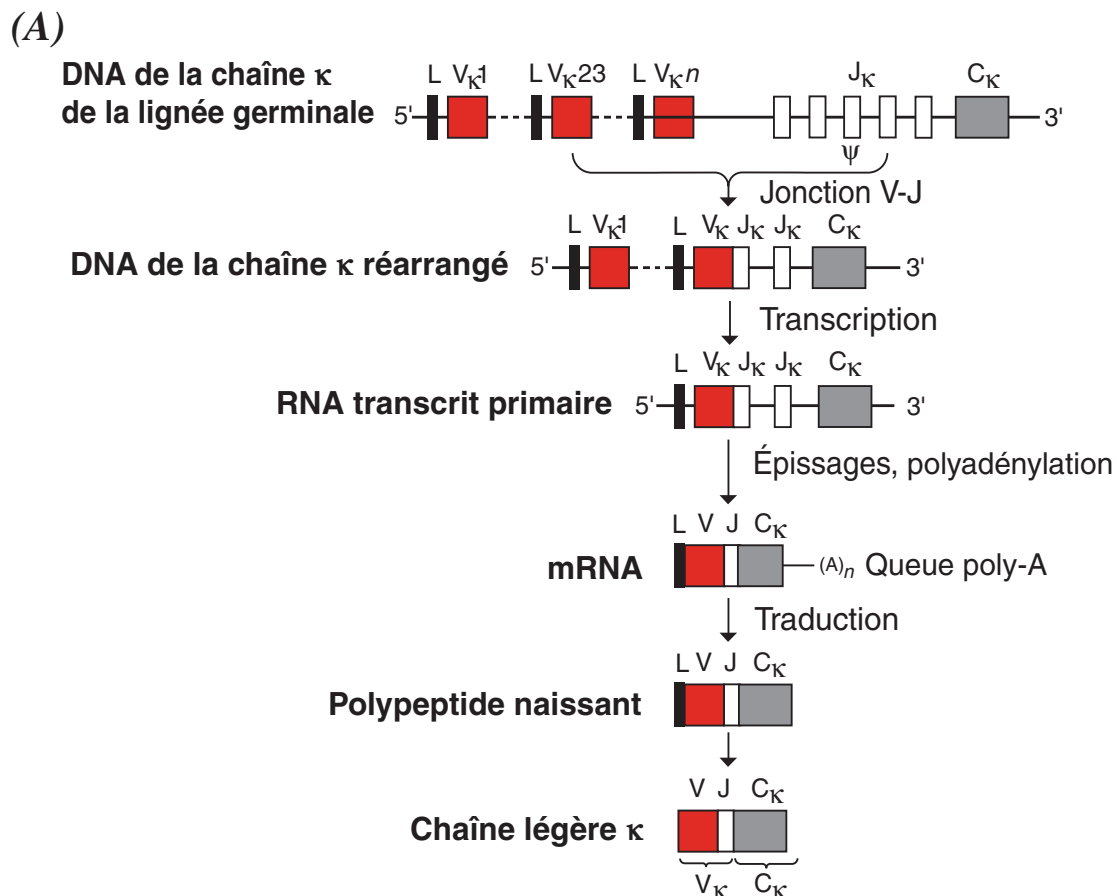 (A)
DNA de la chaîne κ
de la lignée germinale
L Vκ1 L Vκ23 L Vκn Jκ Cκ
5' 3'
ψ
Jonction V-J
L Vκ1 L Vκ Jκ Jκ Cκ
DNA de la chaîne κ réarrangé 5' 3'
Transcription
L Vκ Jκ Jκ Cκ
RNA transcrit primaire 5' 3'
Épissages, polyadénylation
L V J Cκ
mRNA (A)n Queue poly-A
Traduction
L V J Cκ
Polypeptide naissant
V J Cκ
Chaîne légère κ
Vκ Cκ